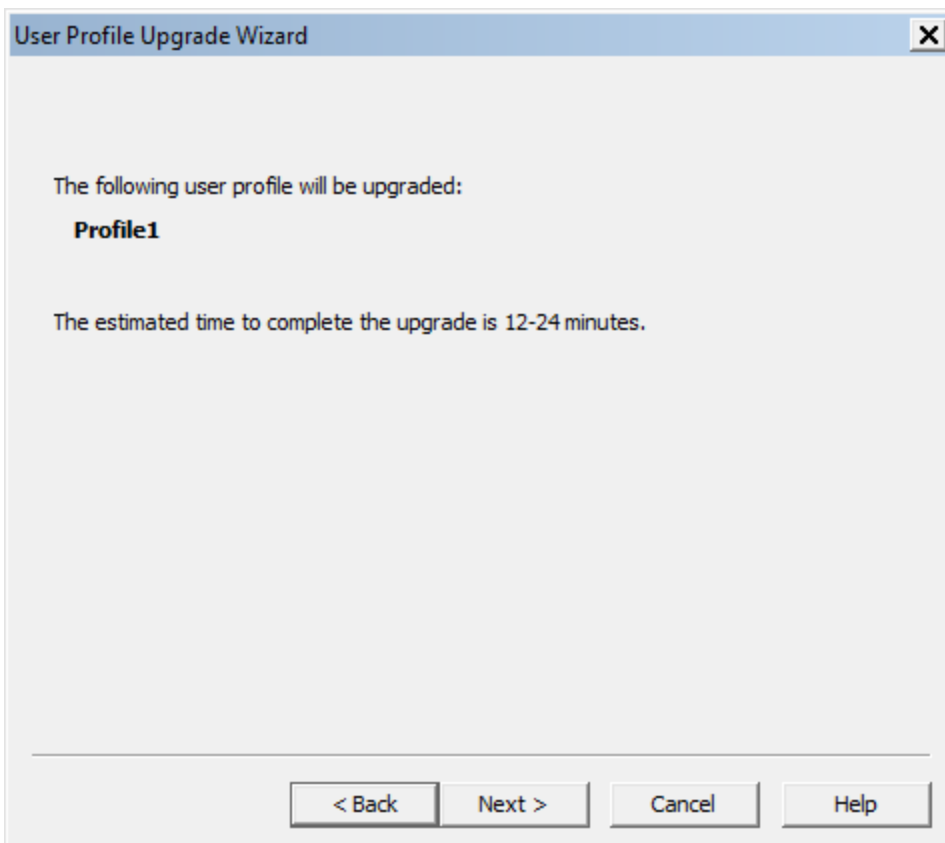 User Profile Upgrade Wizard
The following user profile will be upgraded:
Profile1
The estimated time to complete the upgrade is 12-24 minutes.
< Back Next > Cancel Help